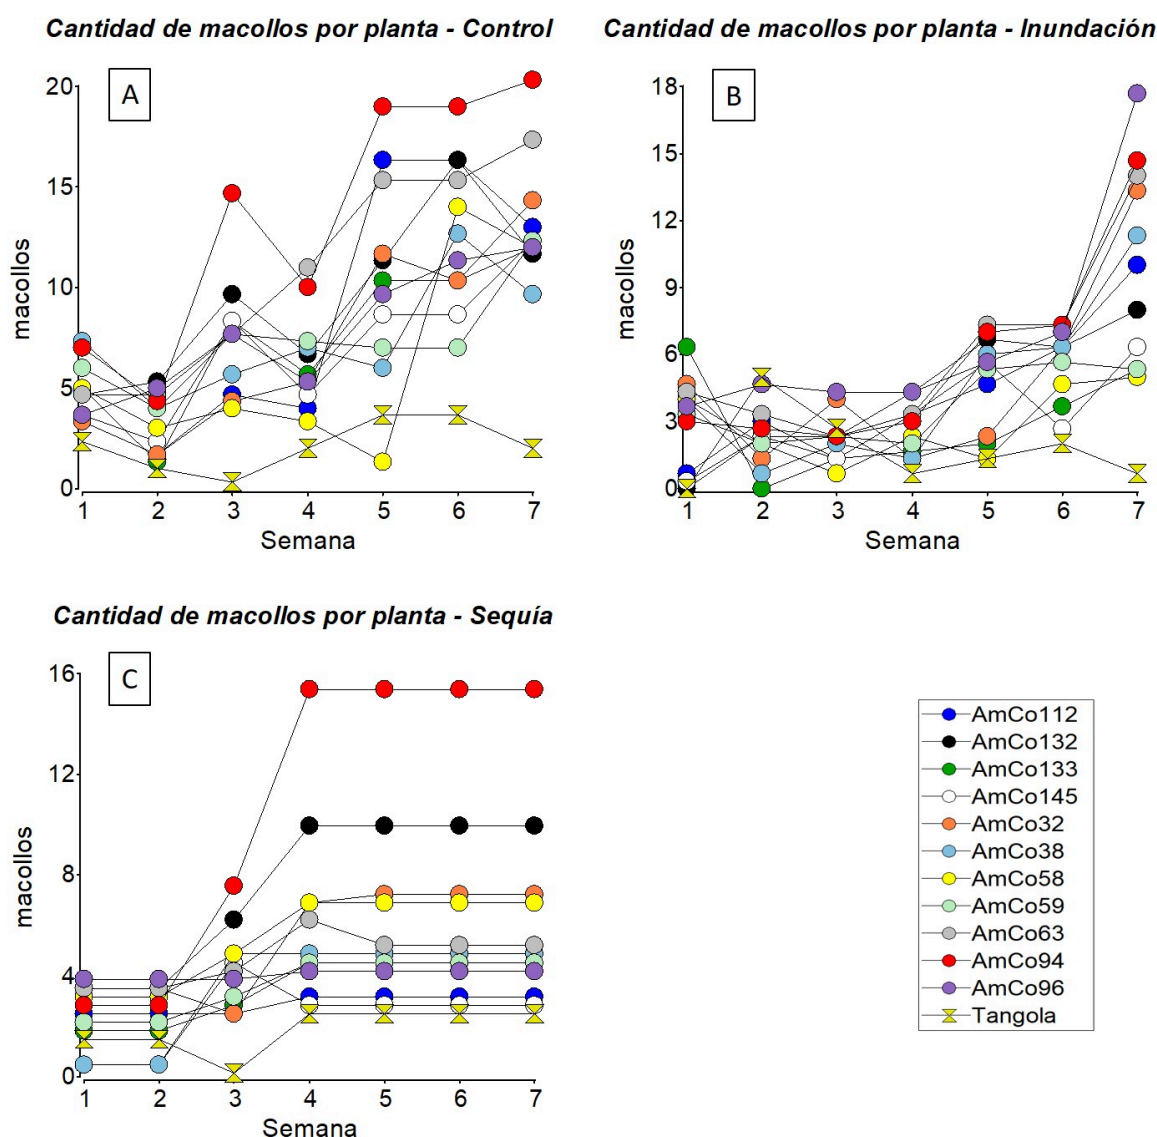 Cantidad de macollos por planta - Control
A
macollos
20
15
10
5
0
1 2 3 4 5 6 7
Semana
Cantidad de macollos por planta - Inundación
B
macollos
18
15
12
9
6
3
0
1 2 3 4 5 6 7
Semana
Cantidad de macollos por planta - Sequía
C
macollos
16
12
8
4
0
1 2 3 4 5 6 7
Semana
AmCo112
AmCo132
AmCo133
AmCo145
AmCo32
AmCo38
AmCo58
AmCo59
AmCo63
AmCo94
AmCo96
Tangola